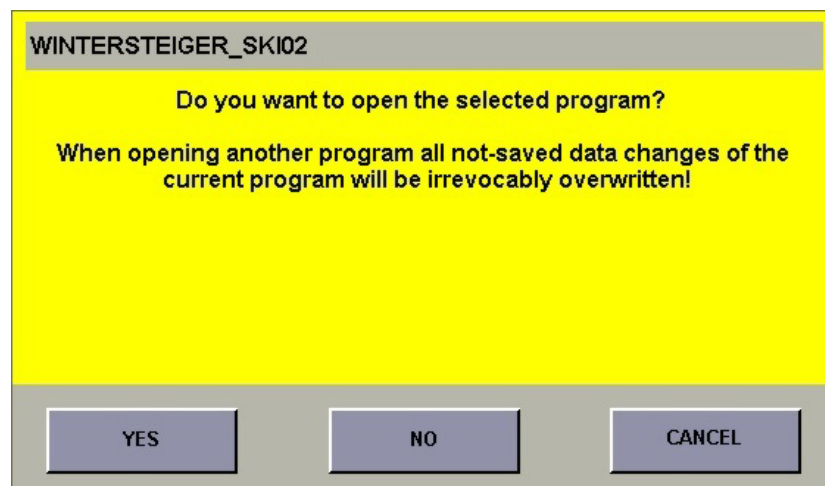 WINTERSTEIGER_SKI02
Do you want to open the selected program?
When opening another program all not-saved data changes of the
current program will be irrevocably overwritten!
YES
NO
CANCEL